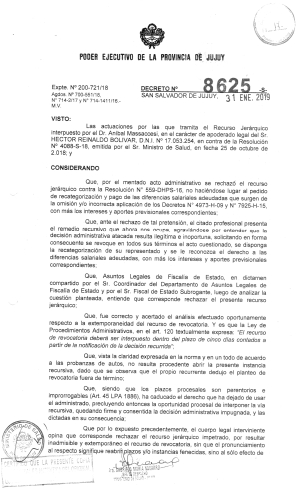 PODER EJECUTIVO DE LA PROVINCIA DE JUJUY
Expte. Nº 200-721/18
Agdos. Nº 700-551/18,
Nº 714-2/17 y Nº 714-1411/16.-
M.V.
DECRETO Nº 8625 -S-
SAN SALVADOR DE JUJUY, 31 ENE. 2019
VISTO:
Las actuaciones por las que tramita el Recurso Jerárquico
interpuesto por el Dr. Aníbal Massacessi, en el carácter de apoderado legal del Sr.
HECTOR REINALDO BOLIVAR, D.N.I. Nº 17.053.254, en contra de la Resolución
Nº 4088-S-18, emitida por el Sr. Ministro de Salud, en fecha 25 de octubre de
2.018; y
CONSIDERANDO
Que, por el mentado acto administrativo se rechazó el recurso
jerárquico contra la Resolución Nº 559-DHPS-18, no haciéndose lugar al pedido
de recategorización y pago de las diferencias salariales adeudadas que surgen de
la omisión y/o incorrecta aplicación de los Decretos Nº 4973-H-09 y Nº 7925-H-15,
con más los intereses y aportes previsionales correspondientes;
Que, ante el rechazo de tal pretensión, el citado profesional presenta
el remedio recursivo que ahora nos ocupa, agraviándose por entender que la
decisión administrativa atacada resulta ilegítima e inoportuna, solicitando en forma
consecuente se revoque en todos sus términos el acto cuestionado, se disponga
la recategorización de su representado y se le reconozca el derecho a las
diferencias salariales adeudadas, con más los intereses y aportes previsionales
correspondientes;
Que, Asuntos Legales de Fiscalía de Estado, en dictamen
compartido por el Sr. Coordinador del Departamento de Asuntos Legales de
Fiscalía de Estado y por el Sr. Fiscal de Estado Subrogante, luego de analizar la
cuestión planteada, entiende que corresponde rechazar el presente recurso
jerárquico;
Que, fue correcto y acertado el análisis efectuado oportunamente
respecto a la extemporaneidad del recurso de revocatoria. Y es que la Ley de
Procedimientos Administrativos, en el art. 120 textualmente expresa: "El recurso
de revocatoria deberá ser interpuesto dentro del plazo de cinco días contados a
partir de la notificación de la decisión recurrida";
Que, vista la claridad expresada en la norma y en un todo de acuerdo
a las probanzas de autos, no resulta procedente abrir la presente instancia
recursiva, dado que se observa que el propio recurrente dedujo el planteo de
revocatoria fuera de término;
Que, siendo que los plazos procesales son perentorios e
improrrogables (Art. 45 LPA 1886), ha caducado el derecho que ha dejado de usar
el administrado, precluyendo entonces la oportunidad procesal de interponer la vía
recursiva, quedando firme y consentida la decisión administrativa impugnada, y las
dictadas en su consecuencia;
Que por lo expuesto precedentemente, el cuerpo legal interviniente
opina que corresponde rechazar el recurso jerárquico impetrado, por resultar
inadmisible y extemporáneo el recurso de revocatoria, sin que el pronunciamiento
al respecto signifique reabrir plazos y/o instancias fenecidas, sino al sólo efecto de